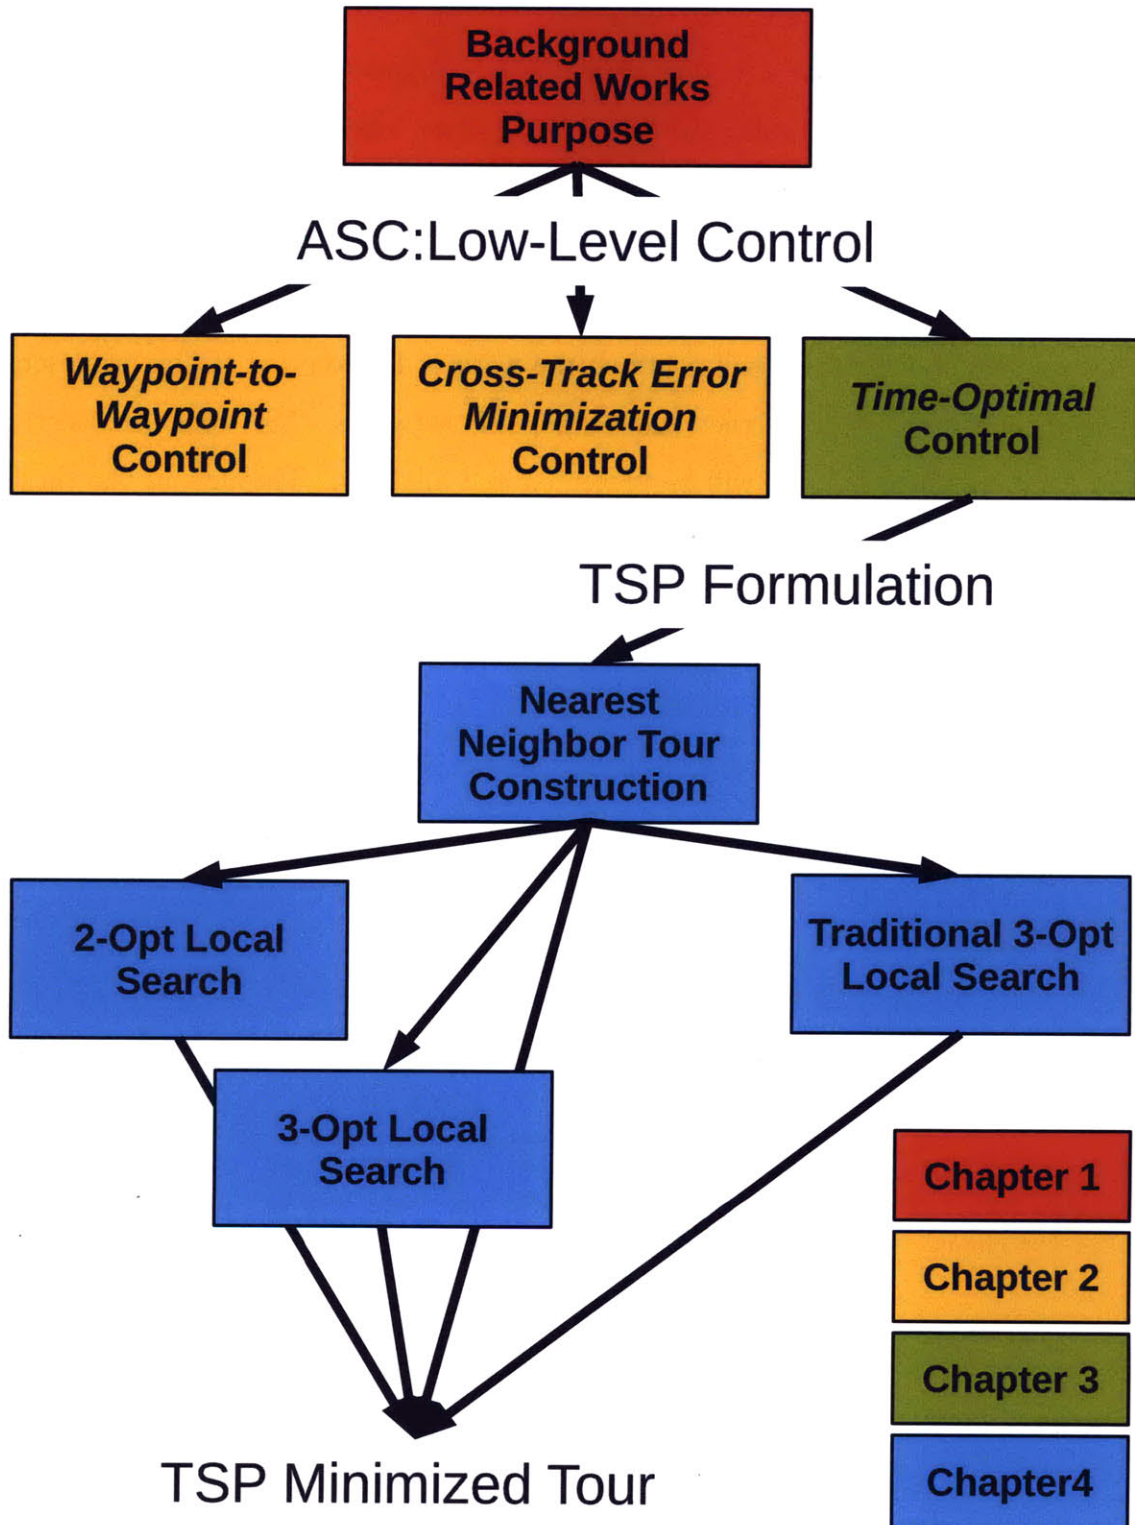 Background
Related Works
Purpose
ASC:Low-Level Control
Waypoint-to-
Waypoint
Control
Cross-Track Error
Minimization
Control
Time-Optimal
Control
TSP Formulation
Nearest
Neighbor Tour
Construction
2-Opt Local
Search
Traditional 3-Opt
Local Search
3-Opt Local
Search
Chapter 1
Chapter 2
Chapter 3
Chapter4
TSP Minimized Tour